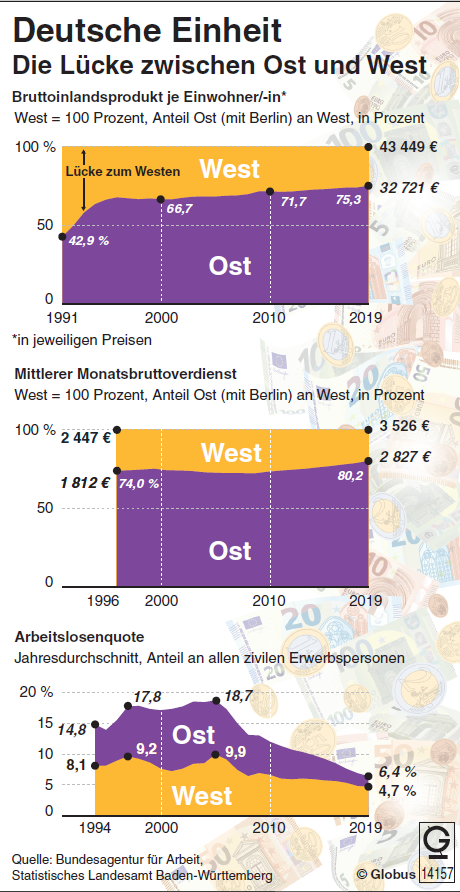 Deutsche Einheit
Die Lücke zwischen Ost und West
Bruttoinlandsprodukt je Einwohner/-in*
West = 100 Prozent, Anteil Ost (mit Berlin) an West, in Prozent
100 %
43 449 €
Lücke zum Westen
West
32 721 €
66,7
71,7
75,3
50
42,9 %
Ost
0
1991
2000
2010
2019
*in jeweiligen Preisen
Mittlerer Monatsbruttoverdienst
West = 100 Prozent, Anteil Ost (mit Berlin) an West, in Prozent
100 %
2 447 €
3 526 €
West
2 827 €
1 812 €
74,0 %
80,2
50
Ost
0
1996
2000
2010
2019
Arbeitslosenquote
Jahresdurchschnitt, Anteil an allen zivilen Erwerbspersonen
20 %
17,8
18,7
15
14,8
Ost
10
9,2
9,9
8,1
6,4 %
5
West
4,7 %
0
1994
2000
2010
2019
Quelle: Bundesagentur für Arbeit,
Statistisches Landesamt Baden-Württemberg
© Globus
14157